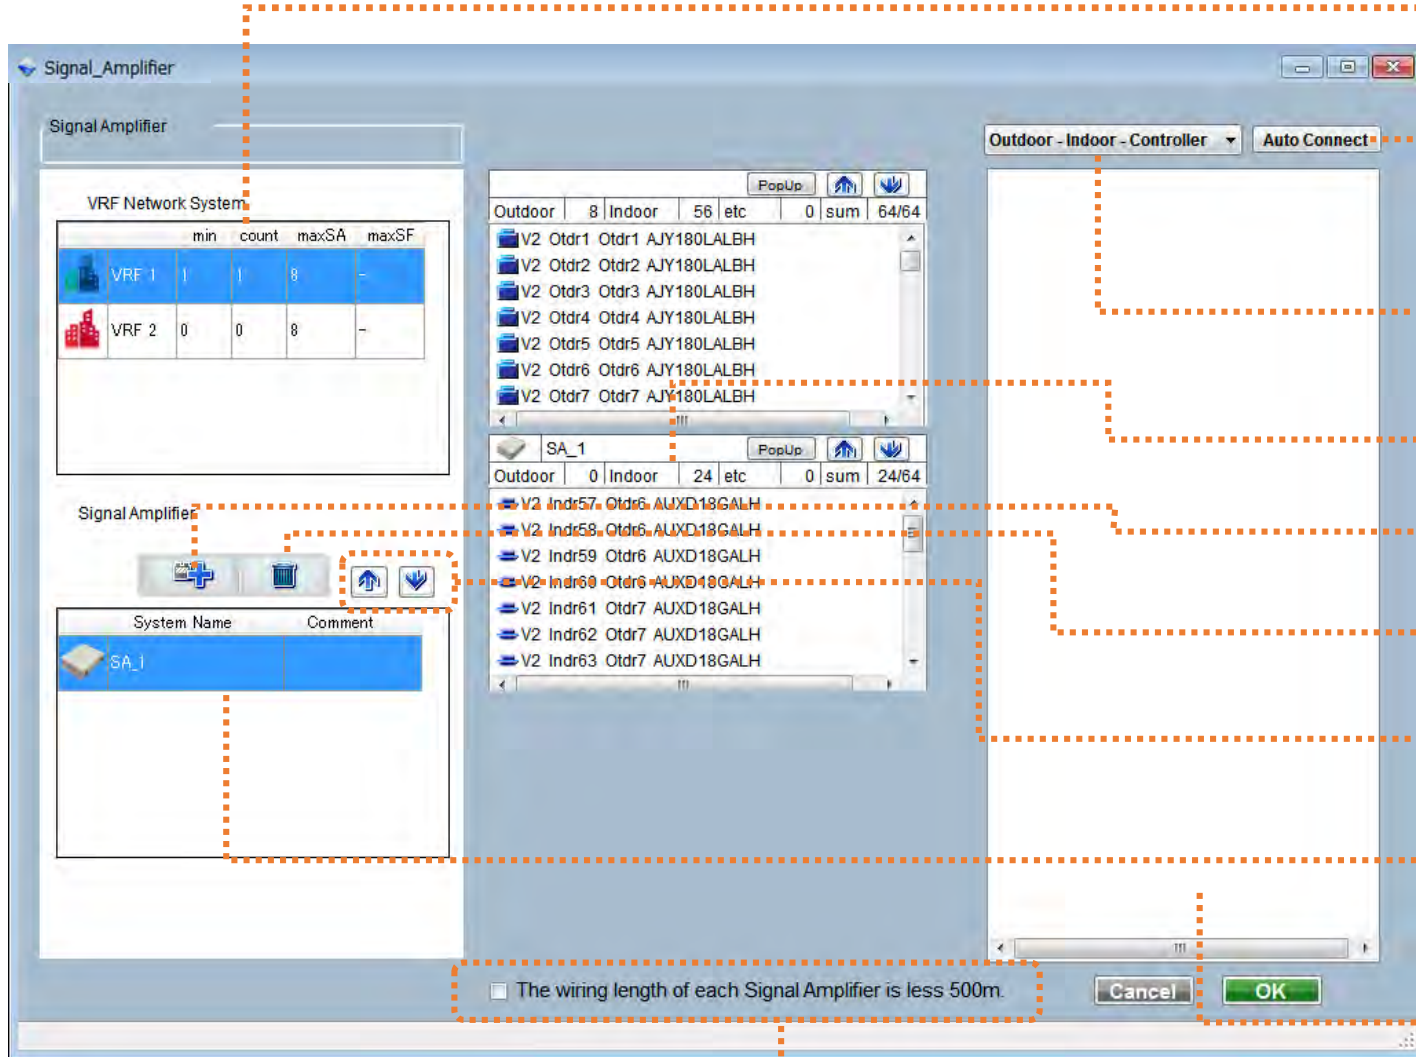 Signal_Amplifier
Signal Amplifier
VRF Network System
min count maxSA maxSF
VRF 1 1 1 8 -
VRF 2 0 0 8 -
Signal Amplifier
System Name Comment
SA_1
PopUp
Outdoor 8 Indoor 56 etc 0 sum 64/64
V2 Otdr1 Otdr1 AJY180LALBH
V2 Otdr2 Otdr2 AJY180LALBH
V2 Otdr3 Otdr3 AJY180LALBH
V2 Otdr4 Otdr4 AJY180LALBH
V2 Otdr5 Otdr5 AJY180LALBH
V2 Otdr6 Otdr6 AJY180LALBH
V2 Otdr7 Otdr7 AJY180LALBH
SA_1 PopUp
Outdoor 0 Indoor 24 etc 0 sum 24/64
V2 Indr57 Otdr6 AUXD18GALH
V2 Indr58 Otdr6 AUXD18GALH
V2 Indr59 Otdr6 AUXD18GALH
V2 Indr60 Otdr6 AUXD18GALH
V2 Indr61 Otdr7 AUXD18GALH
V2 Indr62 Otdr7 AUXD18GALH
V2 Indr63 Otdr7 AUXD18GALH
Outdoor - Indoor - Controller Auto Connect
The wiring length of each Signal Amplifier is less 500m.
Cancel OK